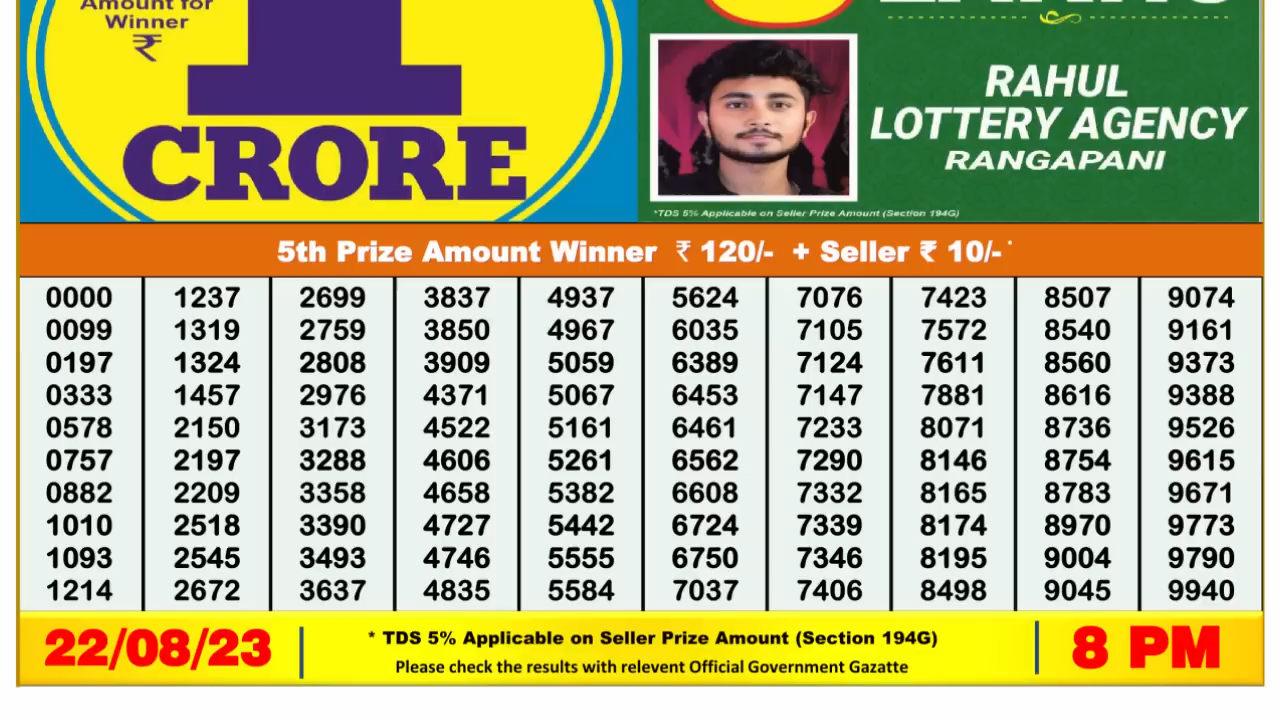 Amount for
Winner
₹
1
CRORE
RAHUL
LOTTERY AGENCY
RANGAPANI
*TDS 5% Applicable on Seller Prize Amount (Section 194G)
5th Prize Amount Winner ₹ 120/- + Seller ₹ 10/- *
0000 1237 2699 3837 4937 5624 7076 7423 8507 9074
0099 1319 2759 3850 4967 6035 7105 7572 8540 9161
0197 1324 2808 3909 5059 6389 7124 7611 8560 9373
0333 1457 2976 4371 5067 6453 7147 7881 8616 9388
0578 2150 3173 4522 5161 6461 7233 8071 8736 9526
0757 2197 3288 4606 5261 6562 7290 8146 8754 9615
0882 2209 3358 4658 5382 6608 7332 8165 8783 9671
1010 2518 3390 4727 5442 6724 7339 8174 8970 9773
1093 2545 3493 4746 5555 6750 7346 8195 9004 9790
1214 2672 3637 4835 5584 7037 7406 8498 9045 9940
22/08/23
* TDS 5% Applicable on Seller Prize Amount (Section 194G)
Please check the results with relevent Official Government Gazatte
8 PM